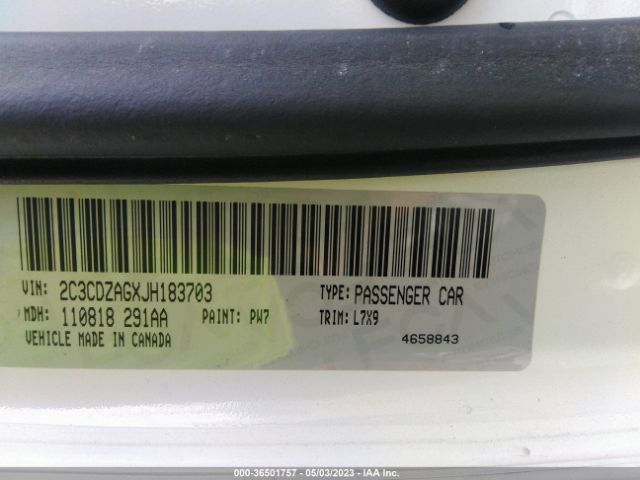 VIN: 2C3CDZAGXJH183703 TYPE: PASSENGER CAR
MDH: 110818 291AA PAINT: PW7 TRIM: L7X9
VEHICLE MADE IN CANADA 4658843
000-36501757 - 05/03/2023 - IAA Inc.